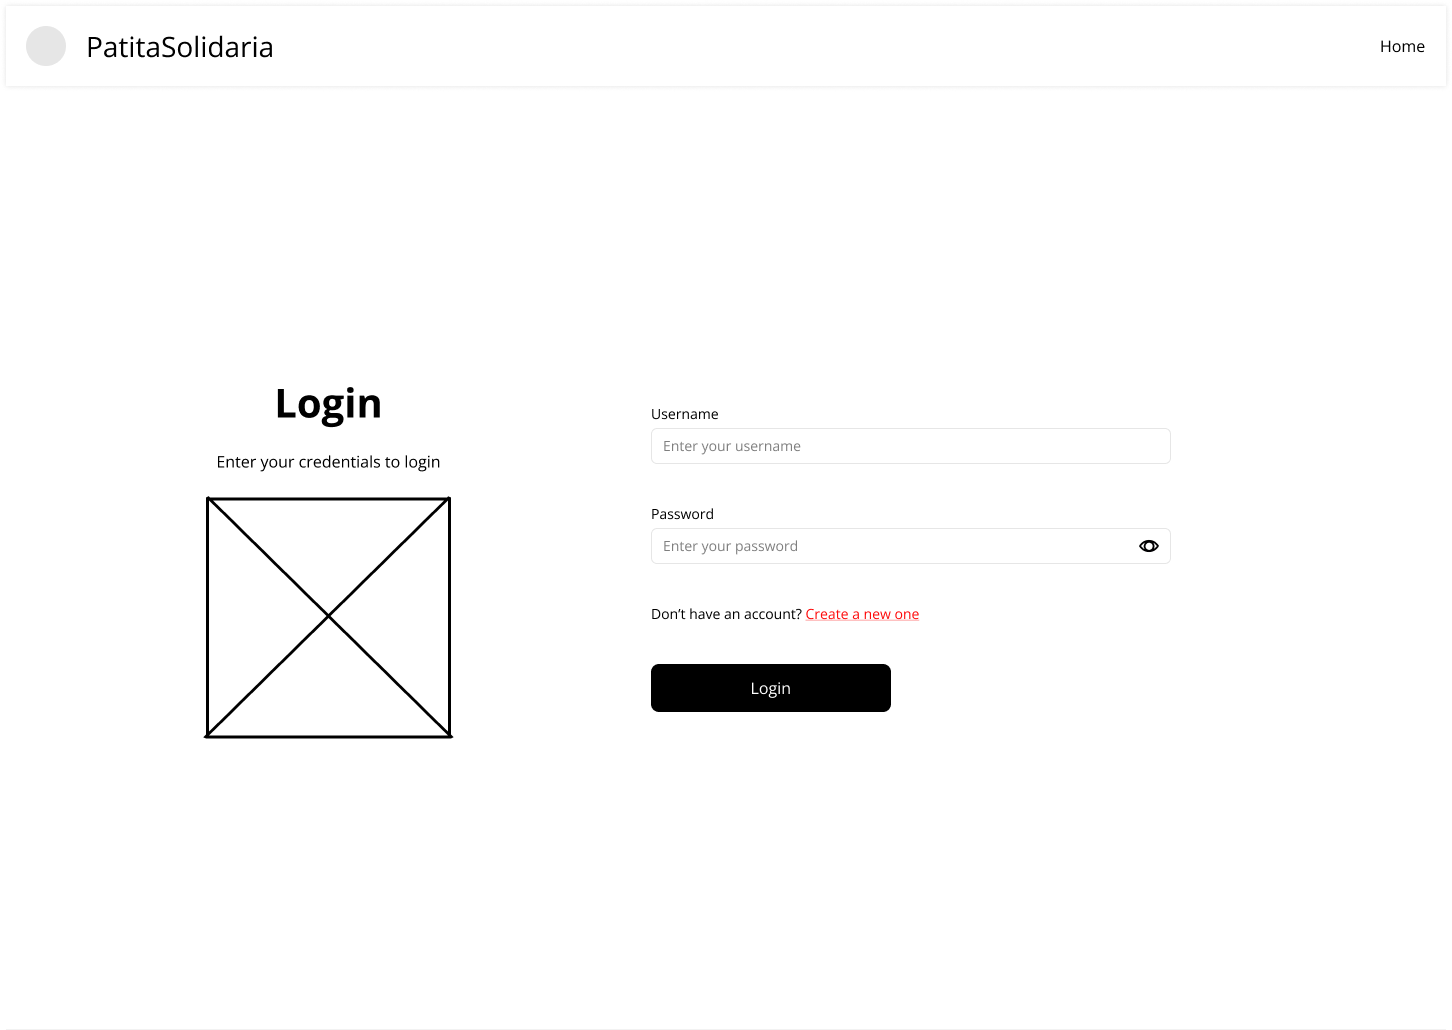 PatitaSolidaria
Home
Login
Enter your credentials to login
Username
Enter your username
Password
Enter your password
Don’t have an account? Create a new one
Login